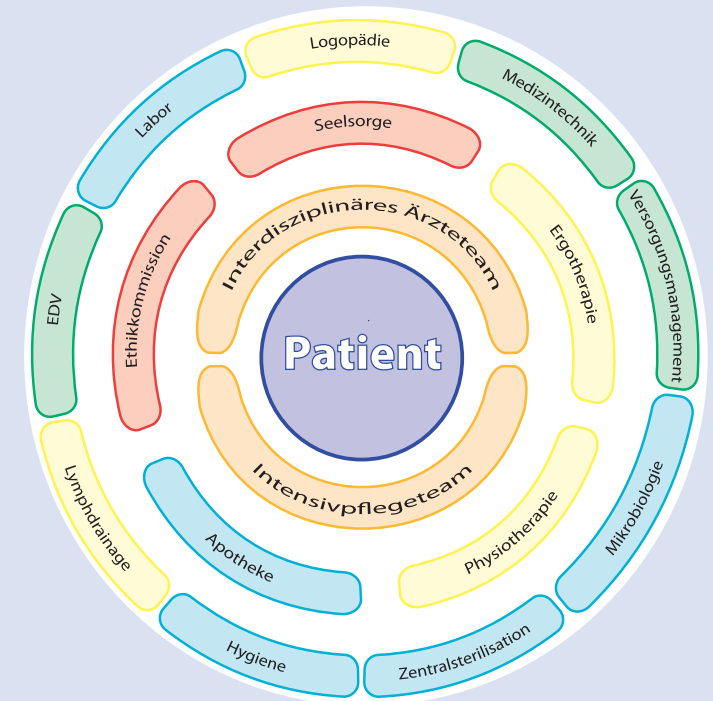 Logopädie
Medizintechnik
Versorgungsmanagement
Mikrobiologie
Zentralsterilisation
Hygiene
Lymphdrainage
EDV
Labor
Seelsorge
Ergotherapie
Physiotherapie
Apotheke
Ethikkommission
Interdisziplinäres Ärzteteam
Intensivpflegeteam
Patient